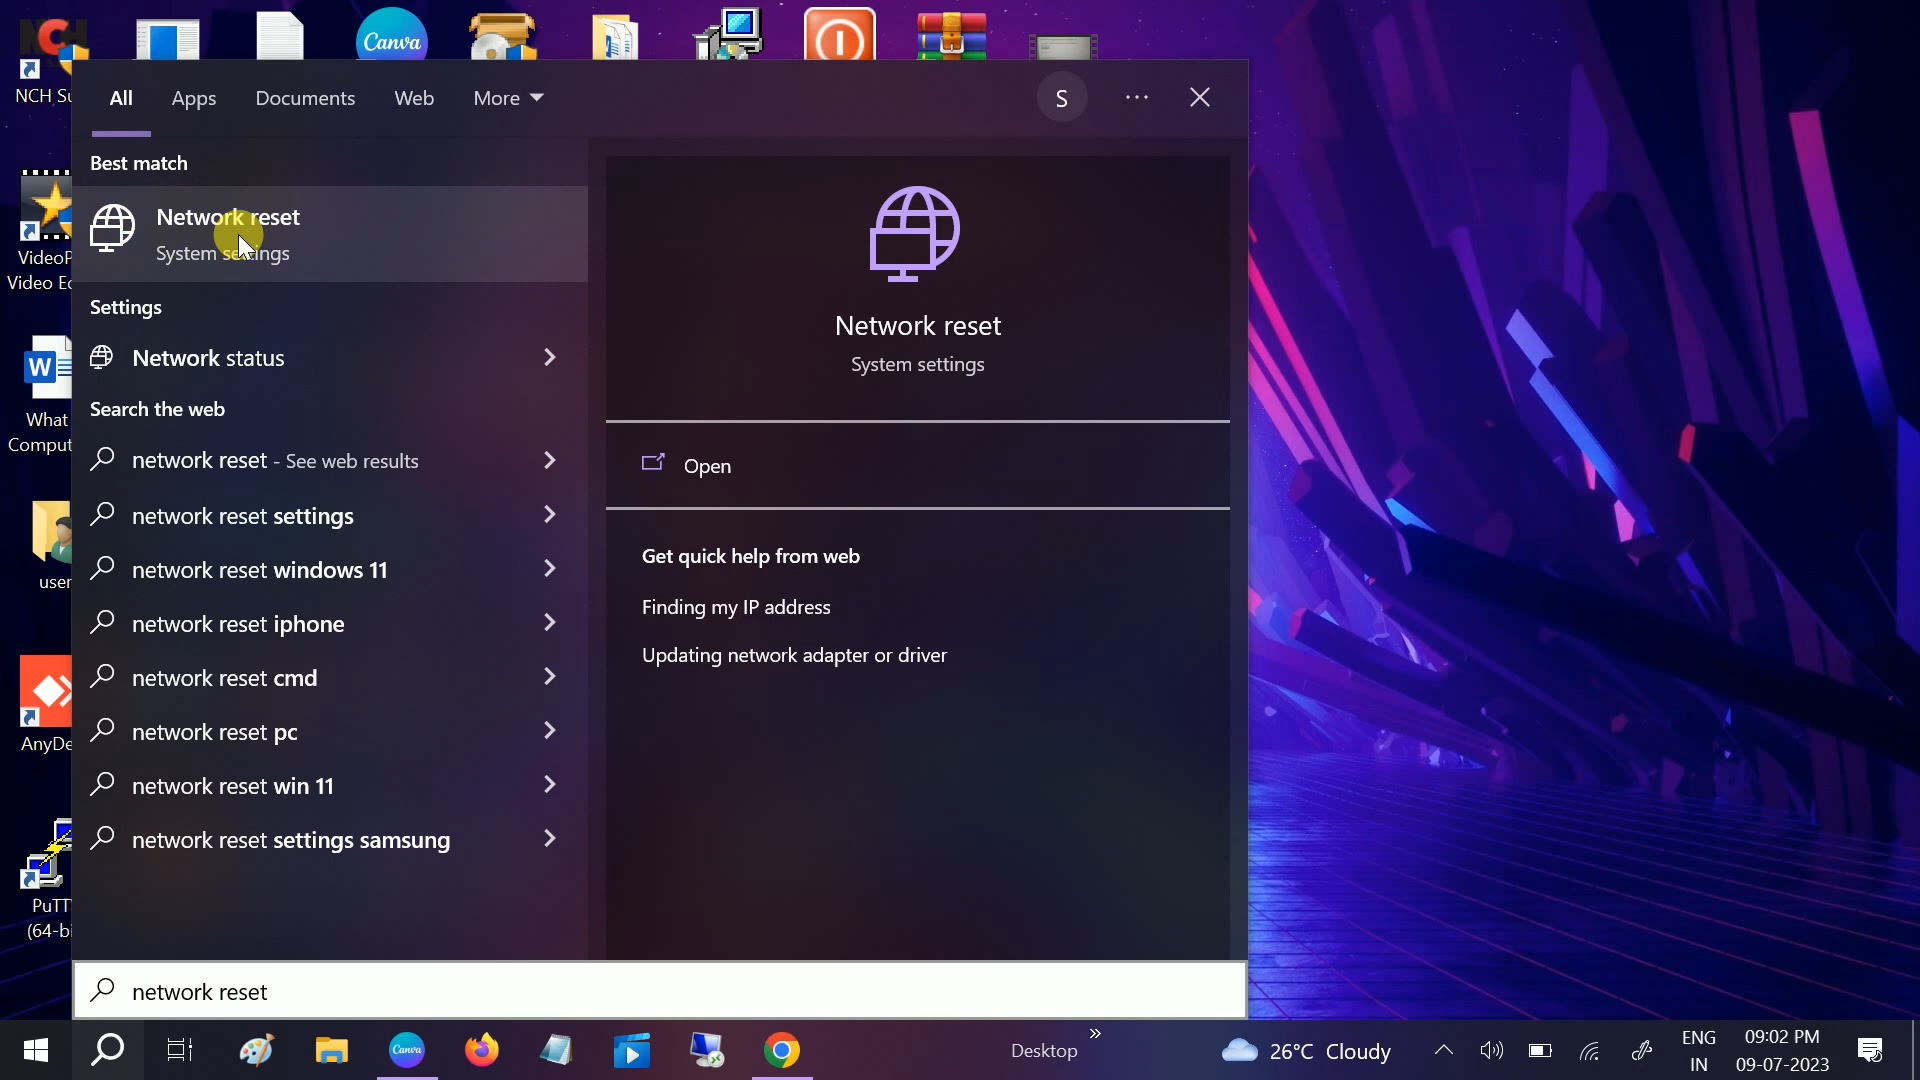 NCH Su
Canva
All
Apps
Documents
Web
More
S
Best match
Network reset
System settings
Settings
Network status
Search the web
network reset - See web results
network reset settings
network reset windows 11
network reset iphone
network reset cmd
network reset pc
network reset win 11
network reset settings samsung
Network reset
System settings
Open
Get quick help from web
Finding my IP address
Updating network adapter or driver
VideoP
Video Ed
W
What
Comput
user
AnyDe
PuTTY
(64-bi
network reset
Canva
Desktop
26°C Cloudy
ENG
IN
09:02 PM
09-07-2023